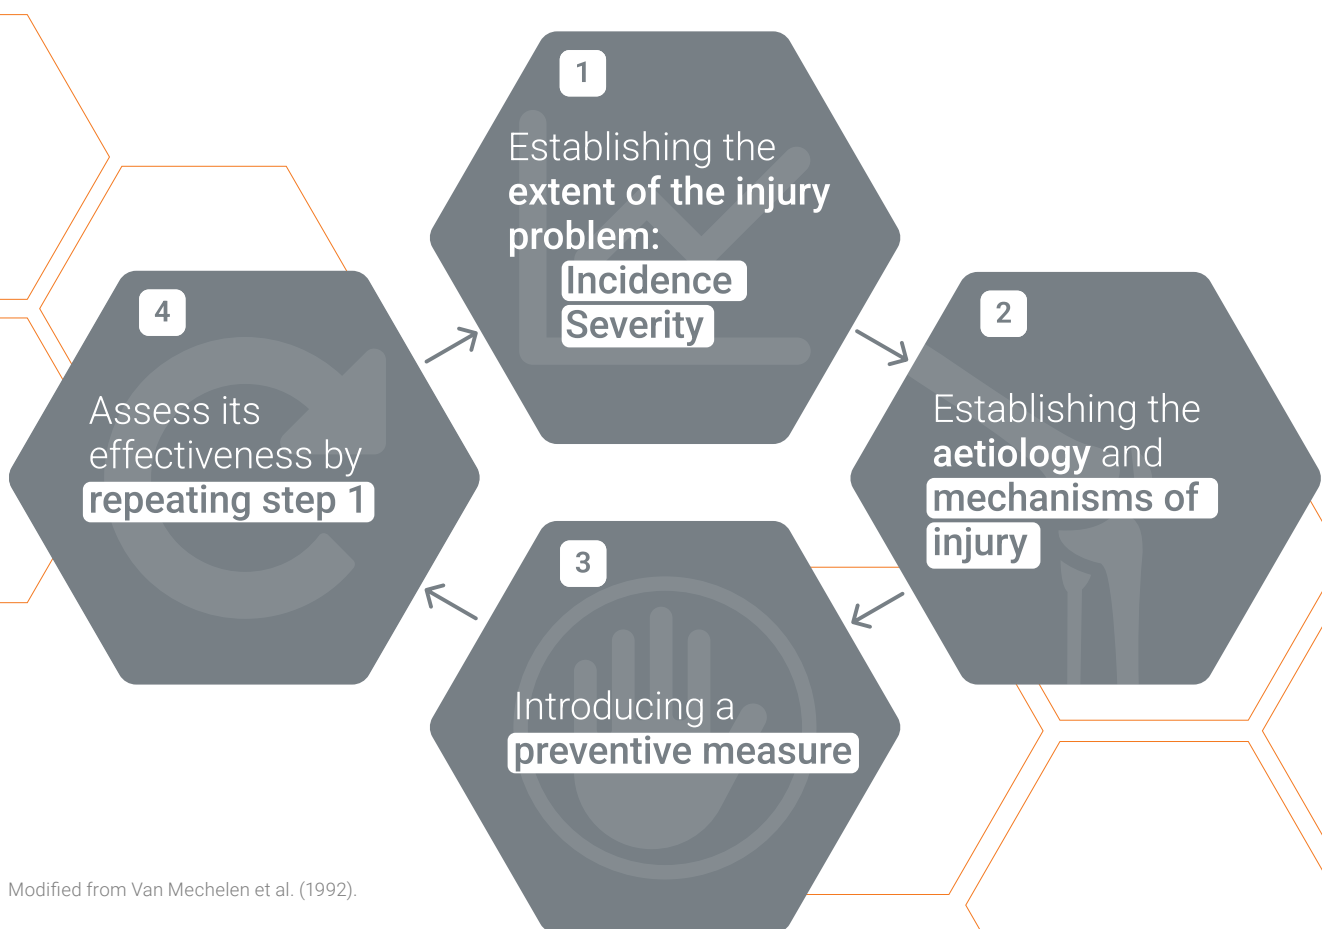 1
Establishing the
extent of the injury
problem:
Incidence
Severity
2
Establishing the
aetiology and
mechanisms of
injury
3
Introducing a
preventive measure
4
Assess its
effectiveness by
repeating step 1
Modified from Van Mechelen et al. (1992).